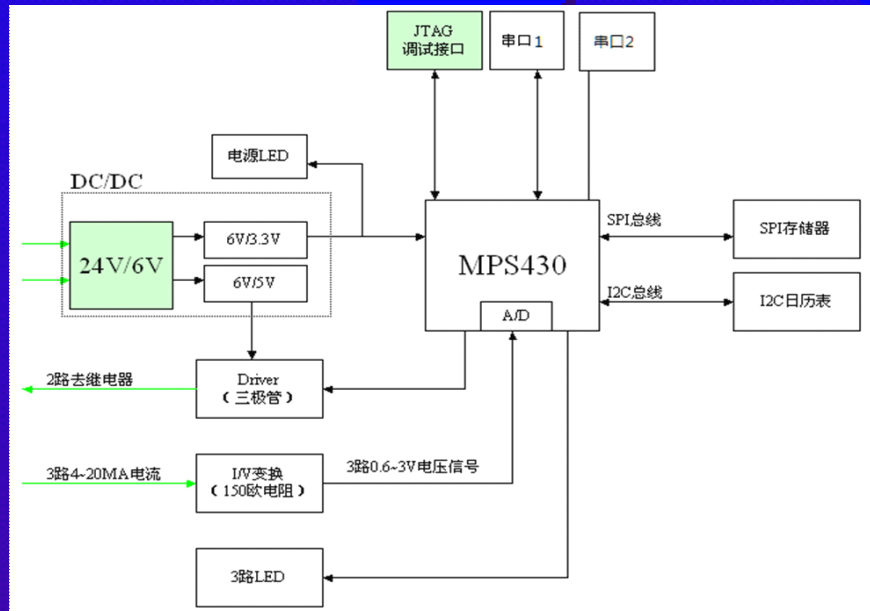 JTAG
调试接口
串口1
串口2
电源LED
DC/DC
24V/6V
6V/3.3V
6V/5V
MPS430
A/D
SPI总线
SPI存储器
I2C总线
I2C日历表
2路去继电器
Driver
(三极管)
3路4~20MA电流
I/V变换
(150欧电阻)
3路0.6~3V电压信号
3路LED